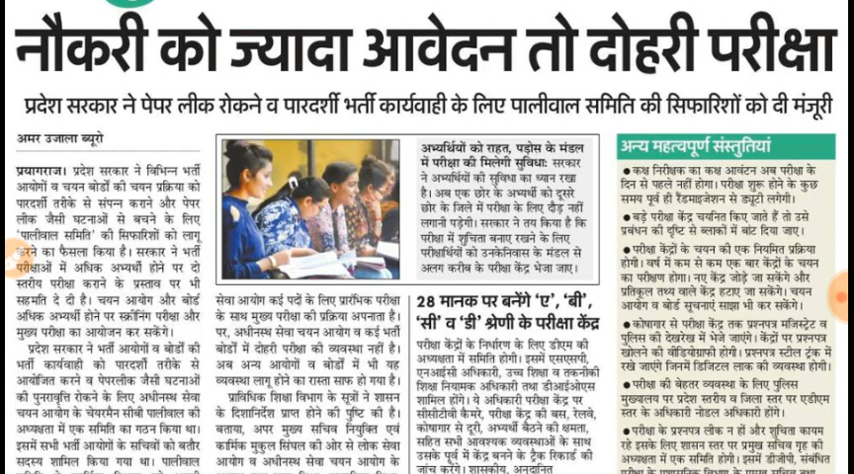 नौकरी को ज्यादा आवेदन तो दोहरी परीक्षा
प्रदेश सरकार ने पेपर लीक रोकने व पारदर्शी भर्ती कार्यवाही के लिए पालीवाल समिति की सिफारिशों को दी मंजूरी
अमर उजाला ब्यूरो
प्रयागराज। प्रदेश सरकार ने विभिन्न भर्ती
आयोगों व चयन बोर्डों की चयन प्रक्रिया को
पारदर्शी तरीके से संपन्न कराने और पेपर
लीक जैसी घटनाओं से बचने के लिए
'पालीवाल समिति' की सिफारिशों को लागू
करने का फैसला किया है। सरकार ने भर्ती
परीक्षाओं में अधिक अभ्यर्थी होने पर दो
स्तरीय परीक्षा कराने के प्रस्ताव पर भी
सहमति दे दी है। चयन आयोग और बोर्ड
अधिक अभ्यर्थी होने पर स्क्रीनिंग परीक्षा और
मुख्य परीक्षा का आयोजन कर सकेंगे।
प्रदेश सरकार ने भर्ती आयोगों व बोर्डों की
भर्ती कार्यवाही को पारदर्शी तरीके से
आयोजित करने व पेपरलीक जैसी घटनाओं
की पुनरावृत्ति रोकने के लिए अधीनस्थ सेवा
चयन आयोग के चेयरमैन सीबी पालीवाल की
अध्यक्षता में एक समिति का गठन किया था।
इसमें सभी भर्ती आयोगों के सचिवों को बतौर
सदस्य शामिल किया गया था। पालीवाल
सेवा आयोग कई पदों के लिए प्रारंभिक परीक्षा
के साथ मुख्य परीक्षा की प्रक्रिया अपनाता है।
पर, अधीनस्थ सेवा चयन आयोग व कई भर्ती
बोर्डों में दोहरी परीक्षा की व्यवस्था नहीं है।
अब अन्य आयोगों व बोर्डों में भी यह
व्यवस्था लागू होने का रास्ता साफ हो गया है।
प्राविधिक शिक्षा विभाग के सूत्रों ने शासन
के दिशानिर्देश प्राप्त होने की पुष्टि की है।
बताया, अपर मुख्य सचिव नियुक्ति एवं
कार्मिक मुकुल सिंघल की ओर से लोक सेवा
आयोग व अधीनस्थ सेवा चयन आयोग के
अभ्यर्थियों को राहत, पड़ोस के मंडल
में परीक्षा की मिलेगी सुविधा: सरकार
ने अभ्यर्थियों की सुविधा का ध्यान रखा
है। अब एक छोर के अभ्यर्थी को दूसरे
छोर के जिले में परीक्षा के लिए दौड़ नहीं
लगानी पड़ेगी। सरकार ने तय किया है कि
परीक्षा में शुचिता बनाए रखने के लिए
परीक्षार्थियों को उनकेनिवास के मंडल से
अलग करीब के परीक्षा केंद्र भेजा जाए।
28 मानक पर बनेंगे 'ए', 'बी',
'सी' व 'डी' श्रेणी के परीक्षा केंद्र
परीक्षा केंद्रों के निर्धारण के लिए डीएम की
अध्यक्षता में समिति होगी। इसमें एसएसपी,
एनआईसी अधिकारी, उच्च शिक्षा व तकनीकी
शिक्षा नियामक अधिकारी तथा डीआईओएस
शामिल होंगे। ये अधिकारी परीक्षा केंद्र पर
सीसीटीवी कैमरे, परीक्षा केंद्र की बस, रेलवे,
कोषागार से दूरी, अभ्यर्थी बैठने की क्षमता,
सहित सभी आवश्यक व्यवस्थाओं के साथ
उसके पूर्व में केंद्र बनने के ट्रैक रिकार्ड की
जांच करेंगे। शासकीय, अनुदानित
अन्य महत्वपूर्ण संस्तुतियां
● कक्ष निरीक्षक का कक्ष आवंटन अब परीक्षा के
दिन से पहले नहीं होगा। परीक्षा शुरू होने के कुछ
समय पूर्व ही रैंडमाइजेशन से ड्यूटी लगेगी।
● बड़े परीक्षा केंद्र चयनित किए जाते हैं तो उसे
प्रबंधन की दृष्टि से ब्लाकों में बांट दिया जाए।
● परीक्षा केंद्रों के चयन की एक नियमित प्रक्रिया
होगी। वर्ष में कम से कम एक बार केंद्रों के चयन
का परीक्षण होगा। नए केंद्र जोड़े जा सकेंगे और
प्रतिकूल तथ्य वाले केंद्र हटाए जा सकेंगे। चयन
आयोग व बोर्ड सूचनाएं साझा भी कर सकेंगे।
● कोषागार से परीक्षा केंद्र तक प्रश्नपत्र मजिस्ट्रेट व
पुलिस की देखरेख में भेजे जाएंगे। केंद्रों पर प्रश्नपत्र
खोलने की वीडियोग्राफी होगी। प्रश्नपत्र स्टील ट्रंक में
रखे जाएंगे जिनमें डिजिटल लाक की व्यवस्था होगी।
● परीक्षा की बेहतर व्यवस्था के लिए पुलिस
मुख्यालय पर प्रदेश स्तरीय व जिला स्तर पर एडीएम
स्तर के अधिकारी नोडल अधिकारी होंगे।
● परीक्षा के प्रश्नपत्र लीक न हों और शुचिता कायम
रहे इसके लिए शासन स्तर पर प्रमुख सचिव गृह की
अध्यक्षता में एक समिति होगी। इसमें डीजीपी, संबंधित